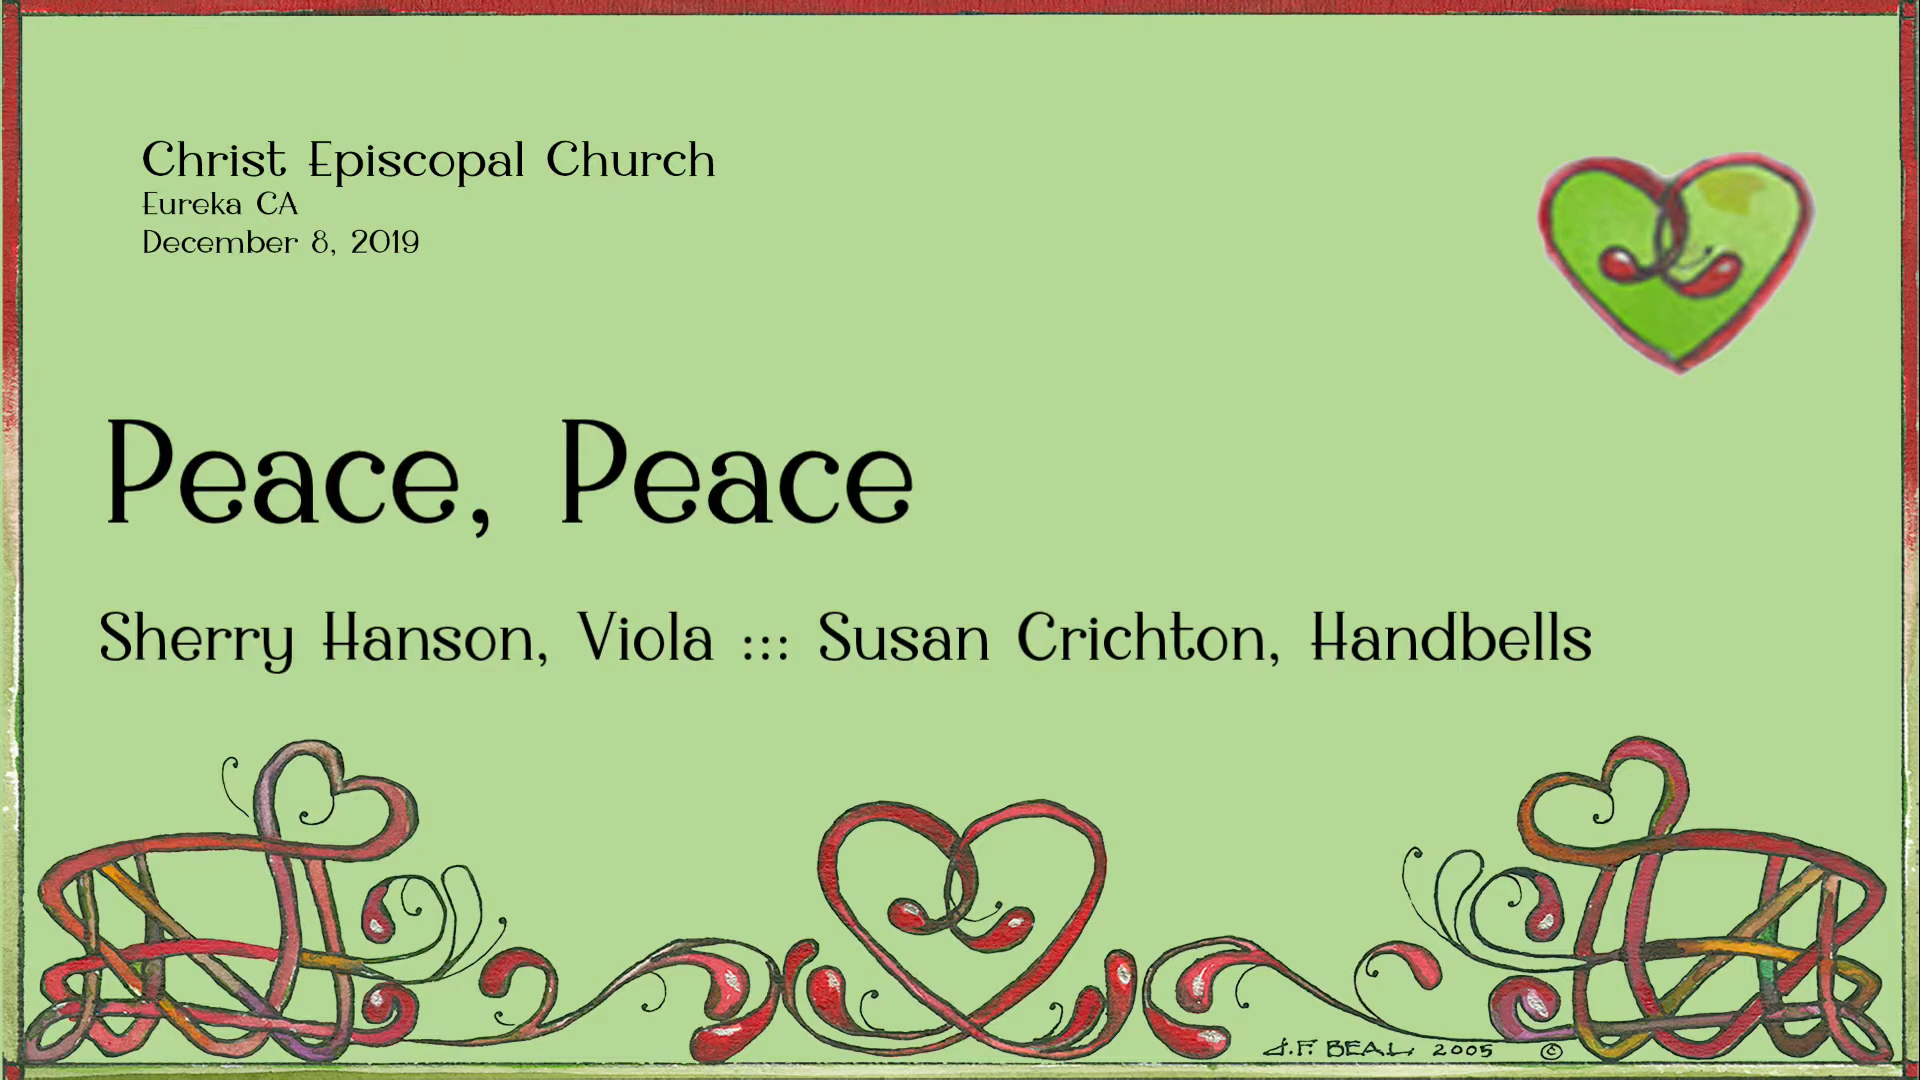 Christ Episcopal Church
Eureka CA
December 8, 2019
Peace, Peace
Sherry Hanson, Viola ::: Susan Crichton, Handbells
J.F. BEAL 2005 ©